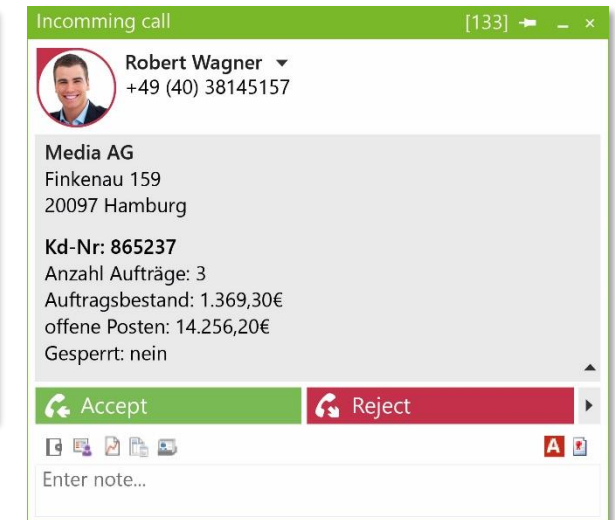 Incomming call [133]
Robert Wagner
+49 (40) 38145157
Media AG
Finkenau 159
20097 Hamburg
Kd-Nr: 865237
Anzahl Aufträge: 3
Auftragsbestand: 1.369,30€
offene Posten: 14.256,20€
Gesperrt: nein
Accept Reject
A
Enter note...